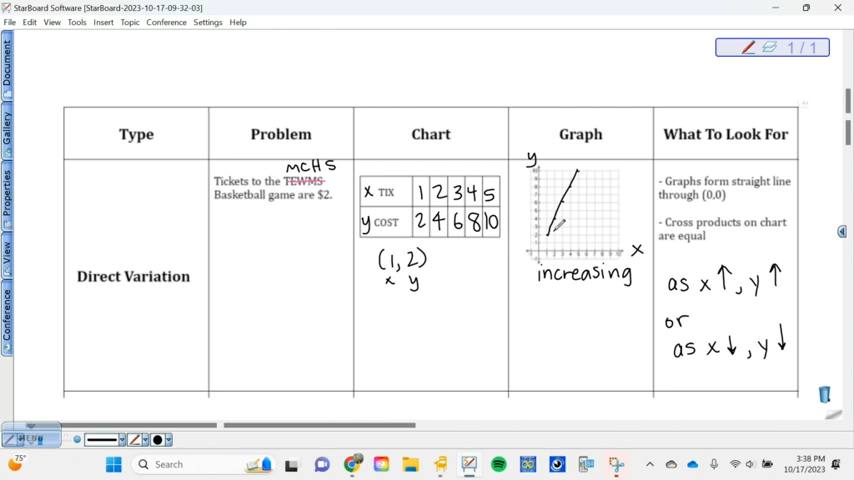 StarBoard Software [StarBoard-2023-10-17-09-32-03]
File Edit View Tools Insert Topic Conference Settings Help
Document
Gallery
Properties
Conference
1 / 1
Type Problem Chart Graph What To Look For
Direct Variation
MCHS
Tickets to the TEWMS
Basketball game are $2.
x TIX 1 2 3 4 5
y COST 2 4 6 8 10
(1, 2)
x y
y
x
increasing
- Graphs form straight line
through (0,0)
- Cross products on chart
are equal
as x ↑, y ↑
or
as x ↓, y ↓
MENU
75°
Search
3:38 PM
10/17/2023